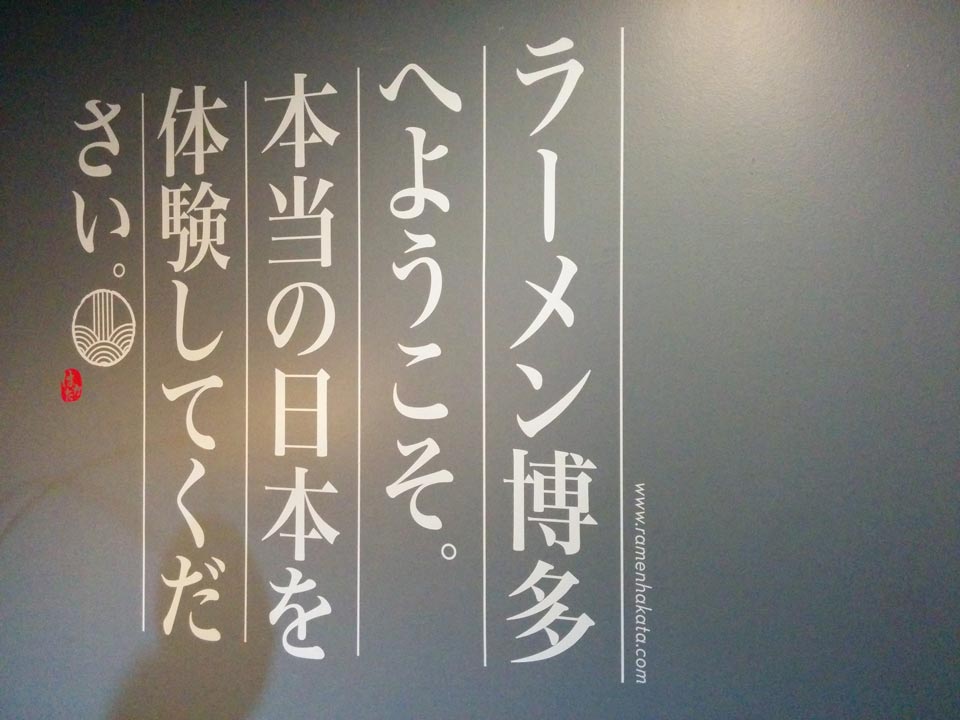 ラーメン博多
へようこそ。
本当の日本を
体験してくだ
さい。
www.ramenhakata.com